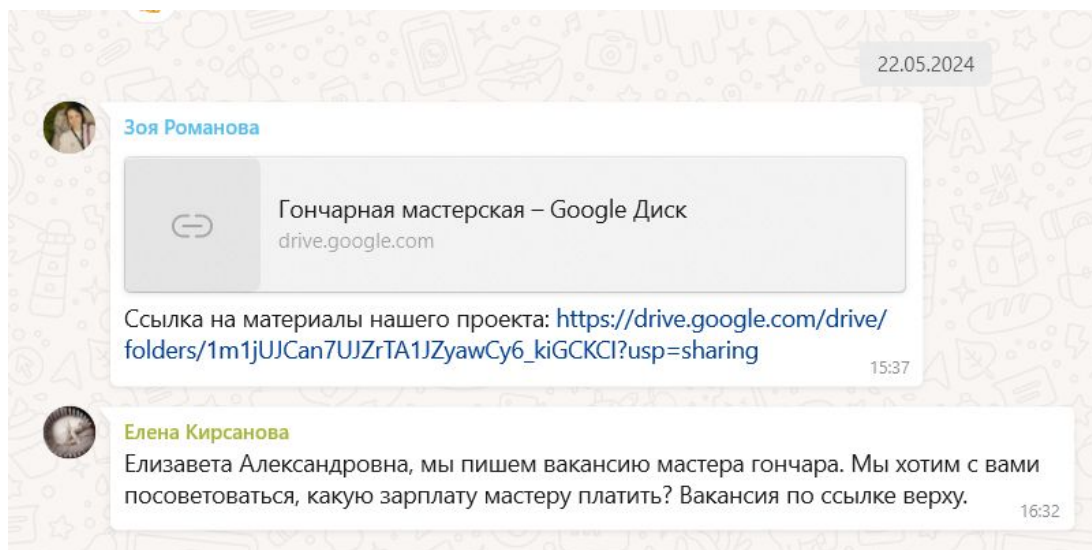 22.05.2024
Зоя Романова
Гончарная мастерская – Google Диск
drive.google.com
Ссылка на материалы нашего проекта: https://drive.google.com/drive/
folders/1m1jUJCan7UJZrTA1JZyawCy6_kiGCKCI?usp=sharing
15:37
Елена Кирсанова
Елизавета Александровна, мы пишем вакансию мастера гончара. Мы хотим с вами
посоветоваться, какую зарплату мастеру платить? Вакансия по ссылке верху.
16:32